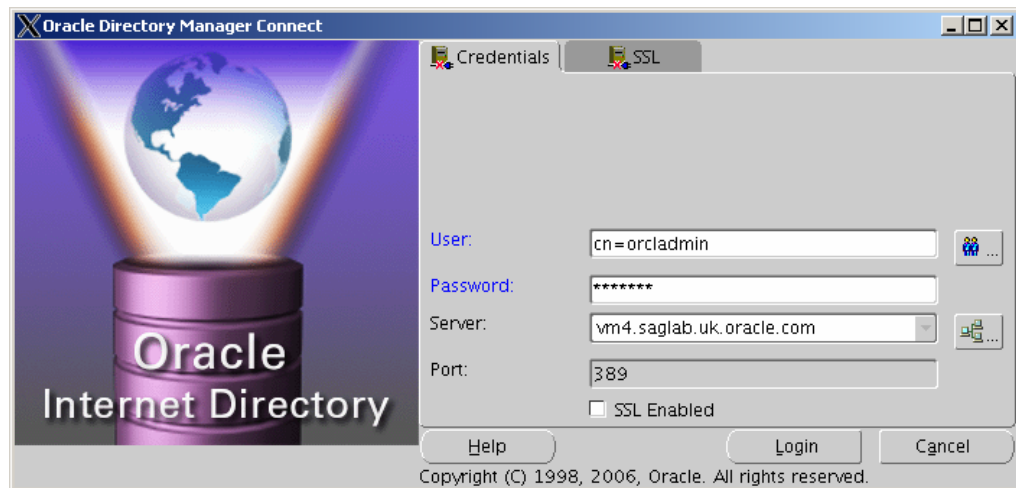 Oracle Directory Manager Connect
Credentials
SSL
User:
cn=orcladmin
...
Password:
*******
Server:
vm4.saglab.uk.oracle.com
...
Port:
389
SSL Enabled
Oracle
Internet Directory
Help
Login
Cancel
Copyright (C) 1998, 2006, Oracle. All rights reserved.